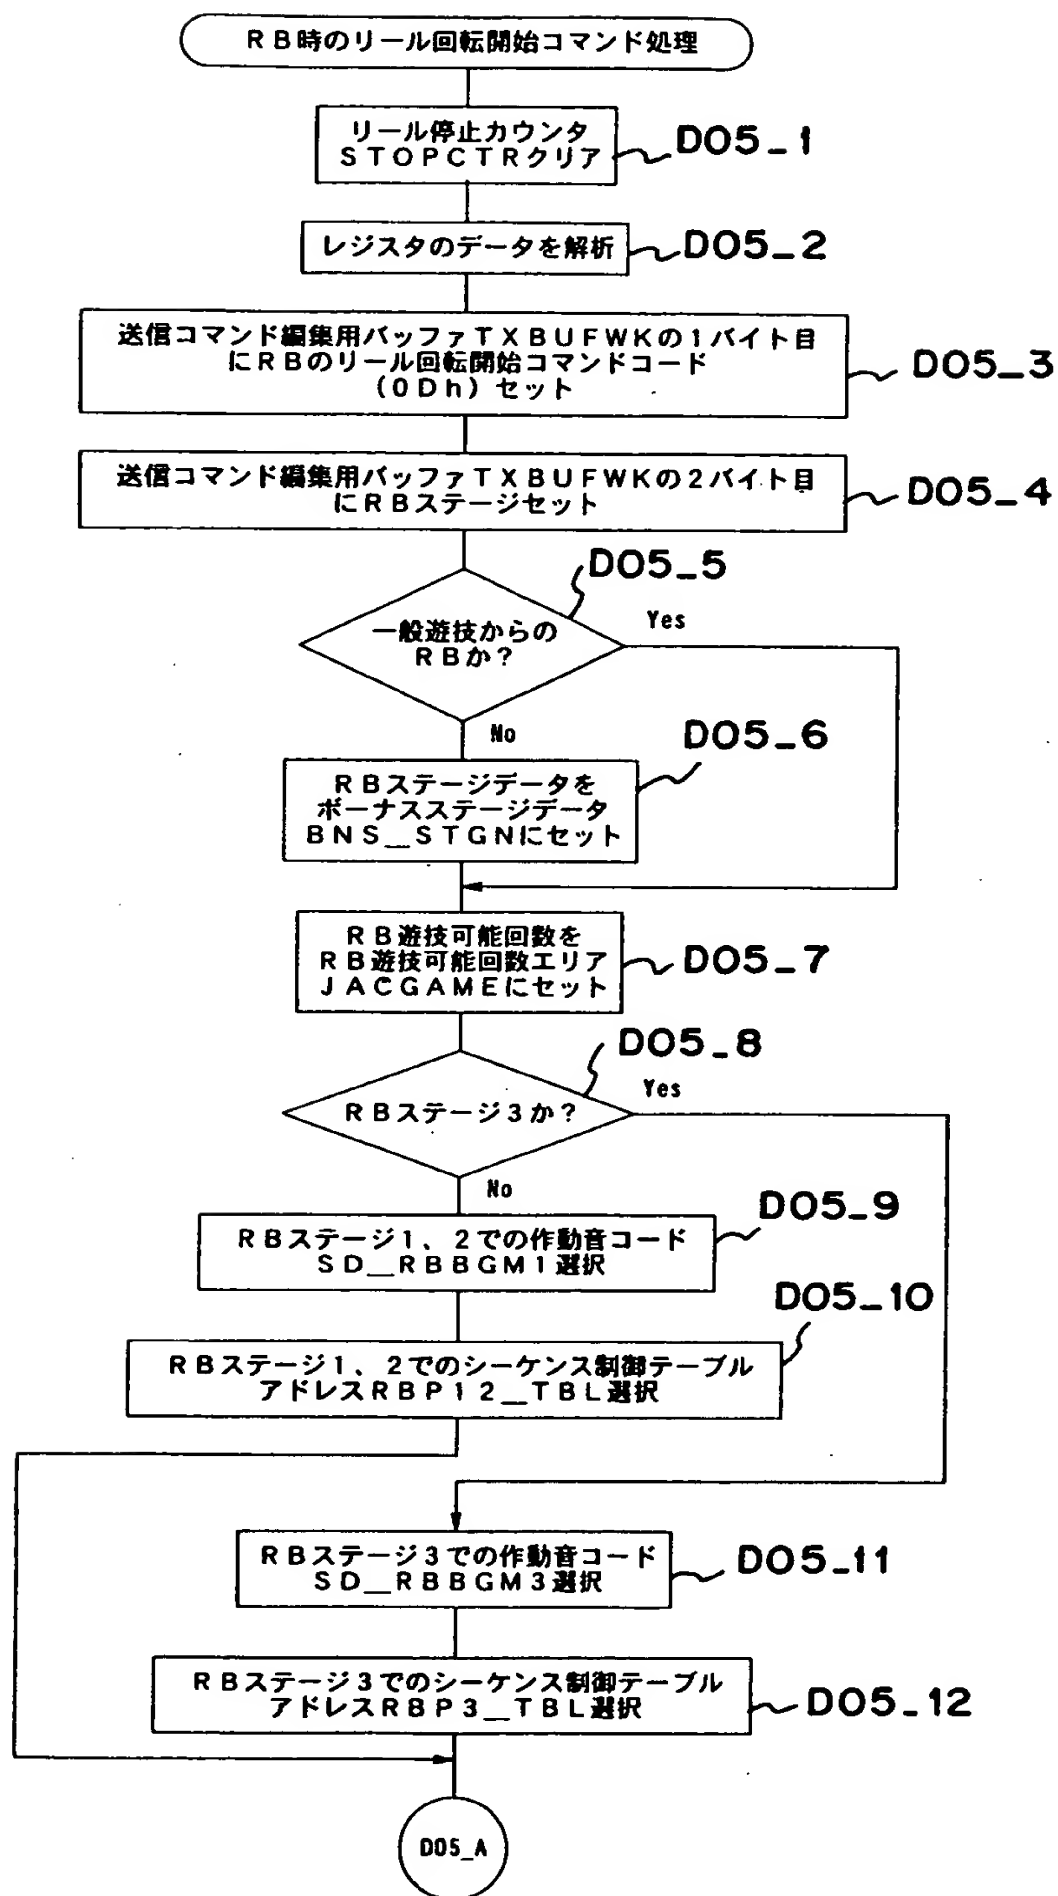 RB時のリール回転開始コマンド処理
リール停止カウンタ
STOPCTRクリア
D05_1
レジスタのデータを解析
D05_2
送信コマンド編集用バッファTXBUFWKの1バイト目
にRBのリール回転開始コマンドコード
(0Dh)セット
D05_3
送信コマンド編集用バッファTXBUFWKの2バイト目
にRBステージセット
D05_4
D05_5
一般遊技からの
RBか?
Yes
No
D05_6
RBステージデータを
ボーナスステージデータ
BNS__STGNにセット
RB遊技可能回数を
RB遊技可能回数エリア
JACGAMEにセット
D05_7
D05_8
RBステージ3か?
Yes
No
D05_9
RBステージ1、2での作動音コード
SD__RBBGM1選択
D05_10
RBステージ1、2でのシーケンス制御テーブル
アドレスRBP12__TBL選択
RBステージ3での作動音コード
SD__RBBGM3選択
D05_11
RBステージ3でのシーケンス制御テーブル
アドレスRBP3__TBL選択
D05_12
D05_A